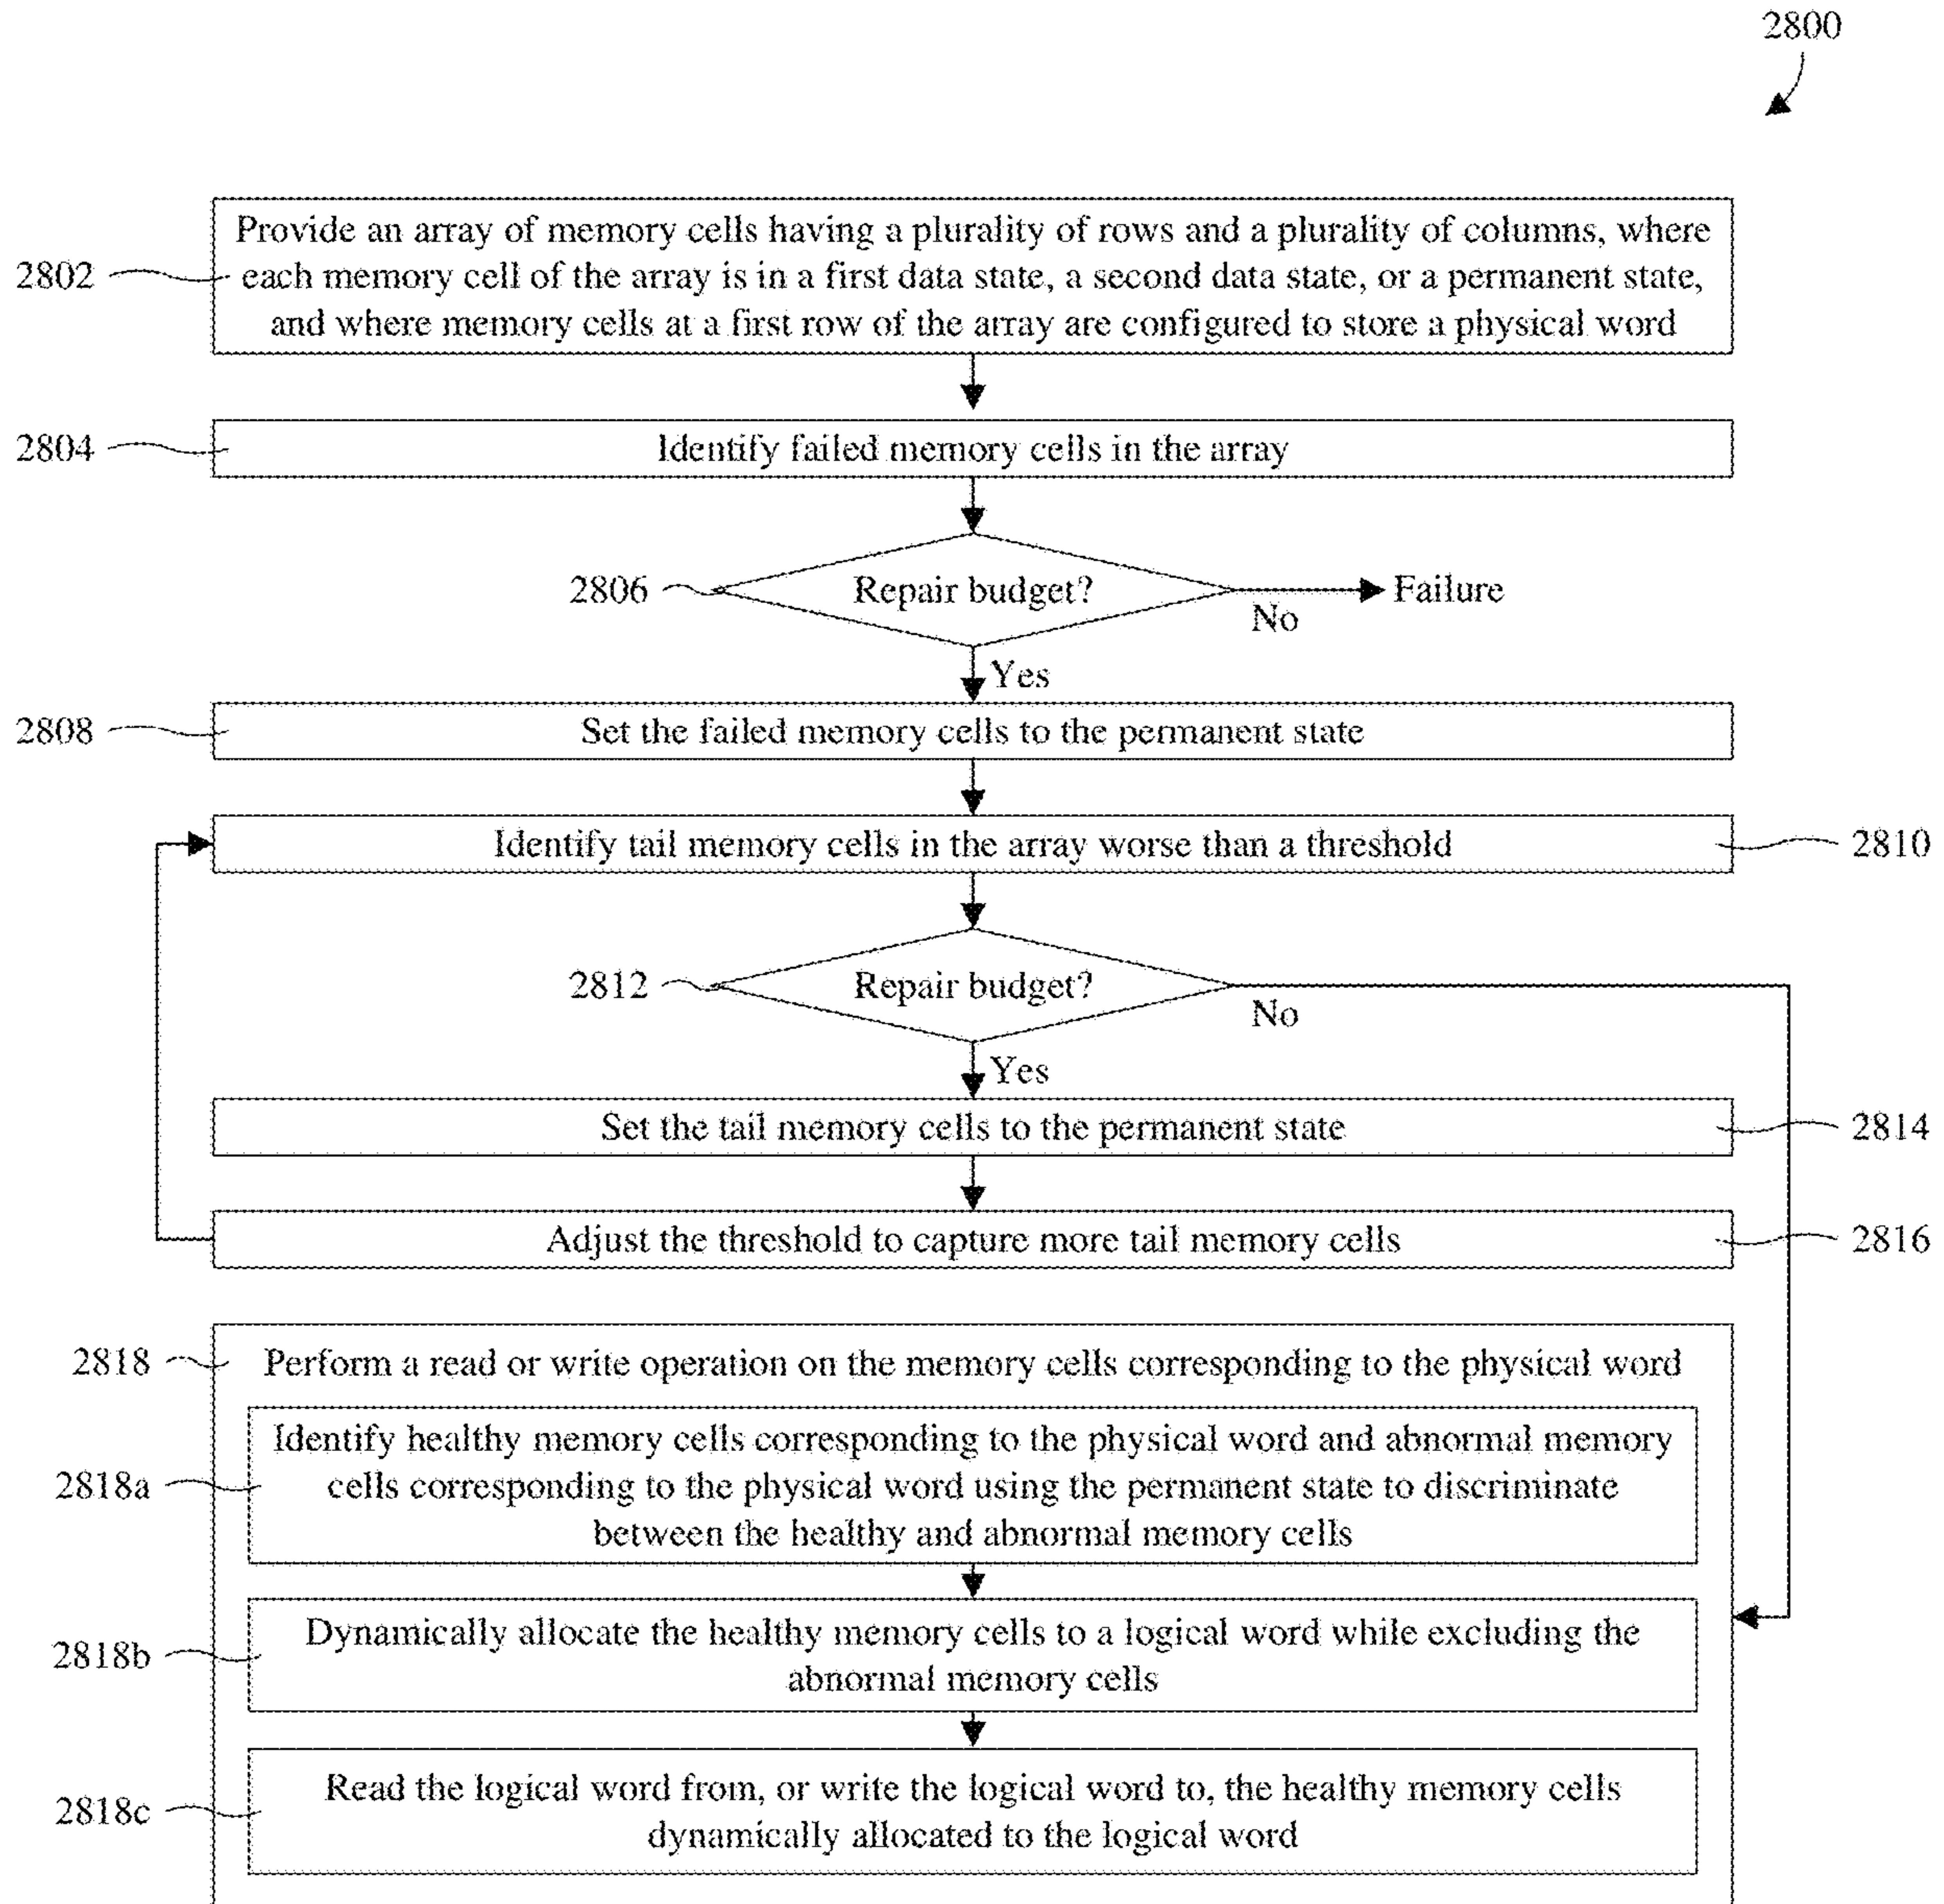 2800
Provide an array of memory cells having a plurality of rows and a plurality of columns, where
2802
each memory cell of the array is in a first data state, a second data state, or a permanent state,
and where memory cells at a first row of the array are configured to store a physical word
2804
Identify failed memory cells in the array
2806
Repair budget?
Failure
No
Yes
2808
Set the failed memory cells to the permanent state
Identify tail memory cells in the array worse than a threshold
2810
2812
Repair budget?
No
Yes
Set the tail memory cells to the permanent state
2814
Adjust the threshold to capture more tail memory cells
2816
2818
Perform a read or write operation on the memory cells corresponding to the physical word
Identify healthy memory cells corresponding to the physical word and abnormal memory
2818a
cells corresponding to the physical word using the permanent state to discriminate
between the healthy and abnormal memory cells
2818b
Dynamically allocate the healthy memory cells to a logical word while excluding the
abnormal memory cells
2818c
Read the logical word from, or write the logical word to, the healthy memory cells
dynamically allocated to the logical word